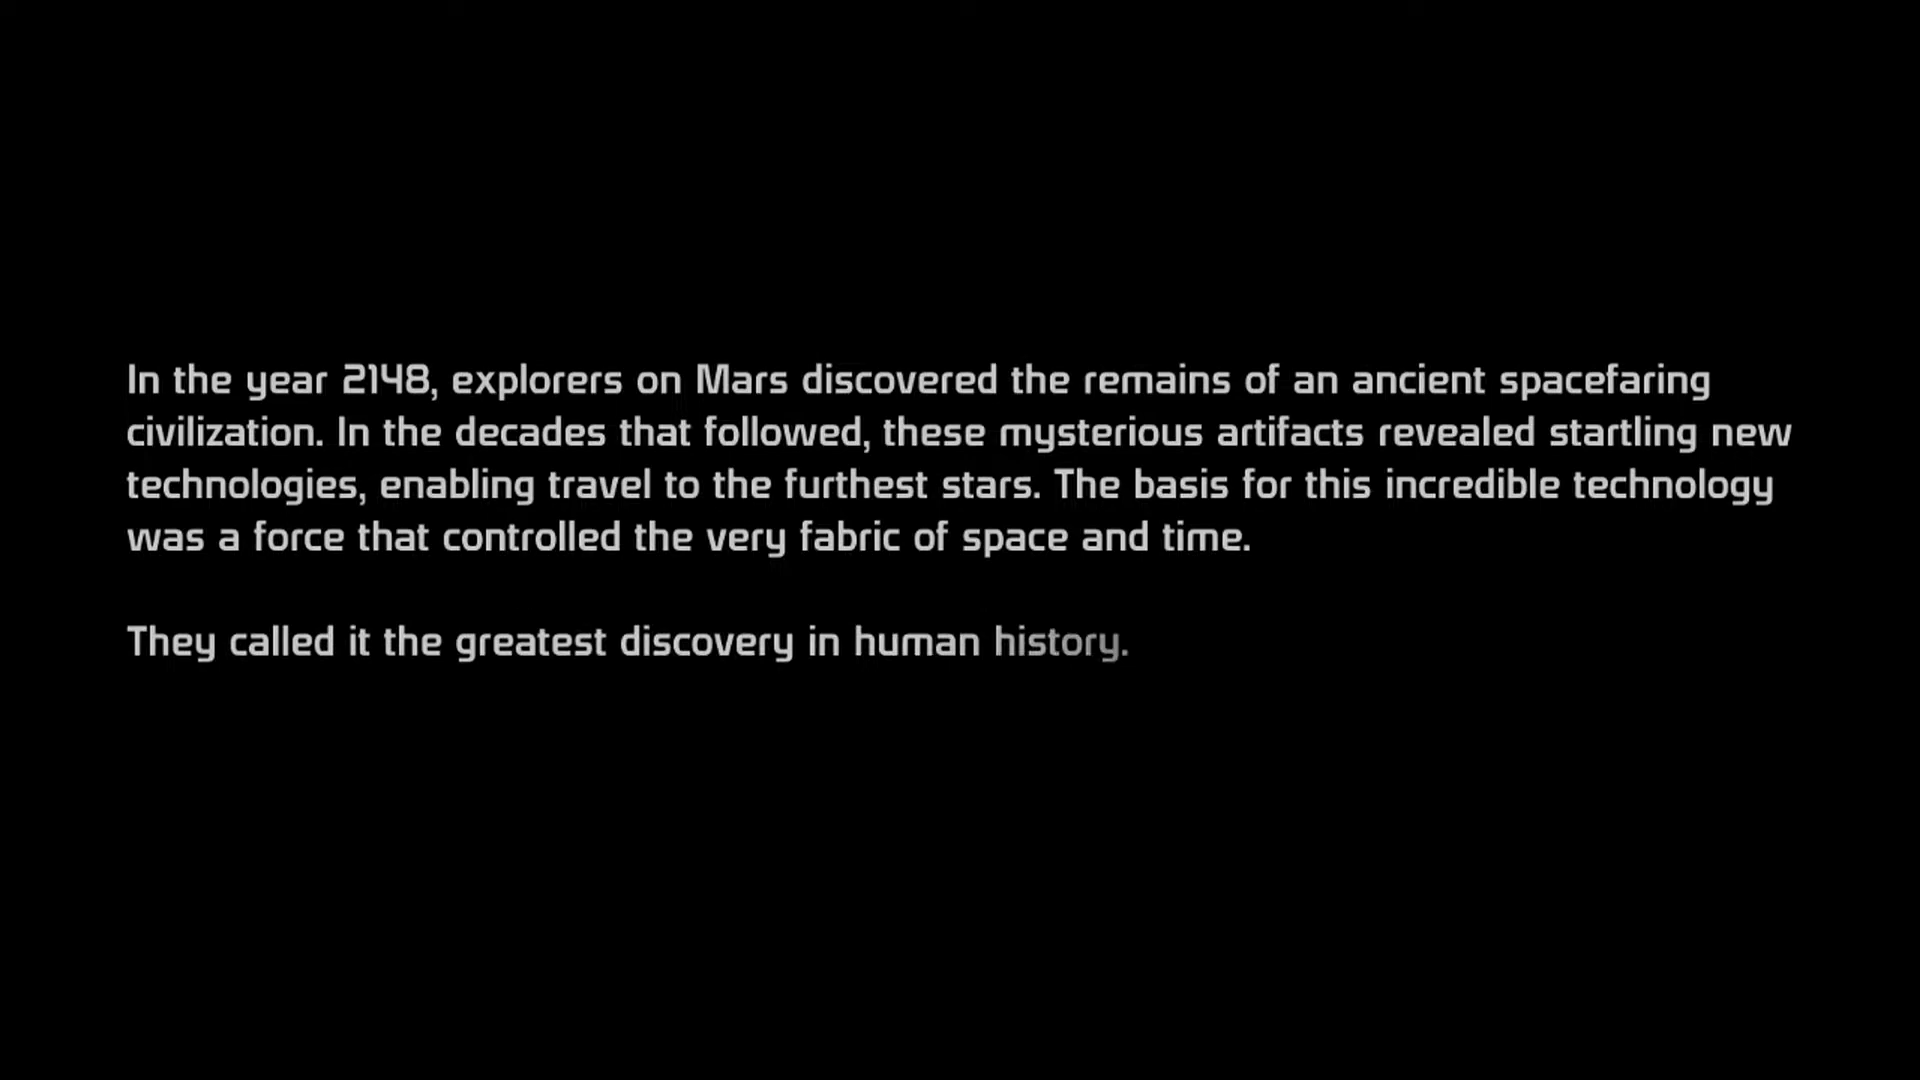 In the year 2148, explorers on Mars discovered the remains of an ancient spacefaring
civilization. In the decades that followed, these mysterious artifacts revealed startling new
technologies, enabling travel to the furthest stars. The basis for this incredible technology
was a force that controlled the very fabric of space and time.
They called it the greatest discovery in human history.